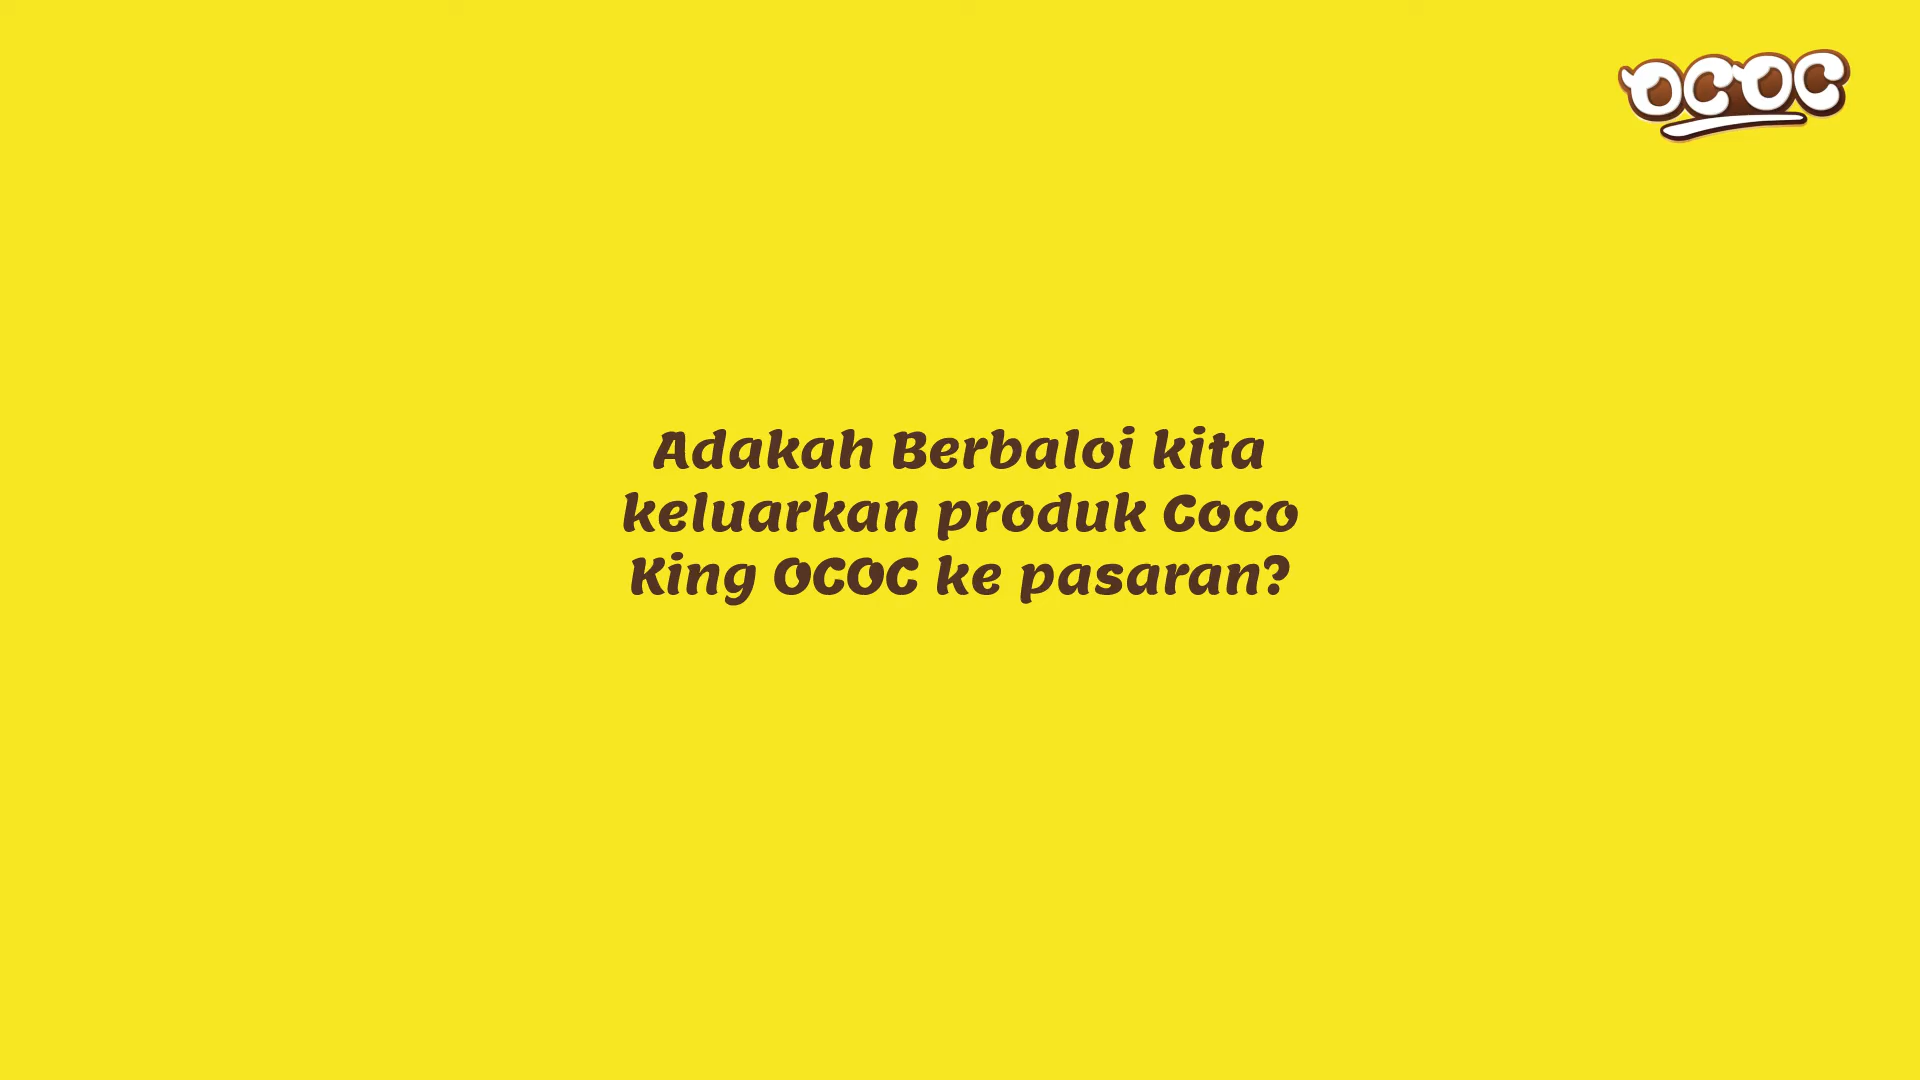 OCOC
Adakah Berbaloi kita
keluarkan produk Coco
King OCOC ke pasaran?